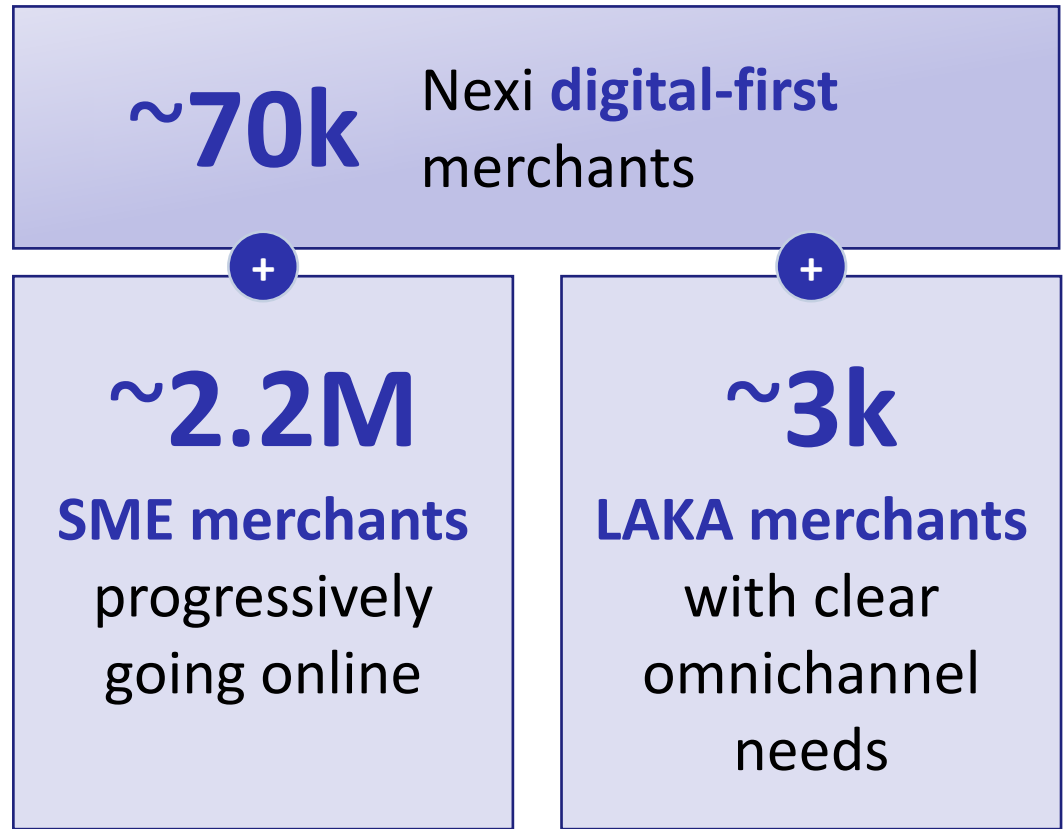 ~70k
Nexi digital-first
merchants
+
+
~2.2M
SME merchants
progressively
going online
~3k
LAKA merchants
with clear
omnichannel
needs